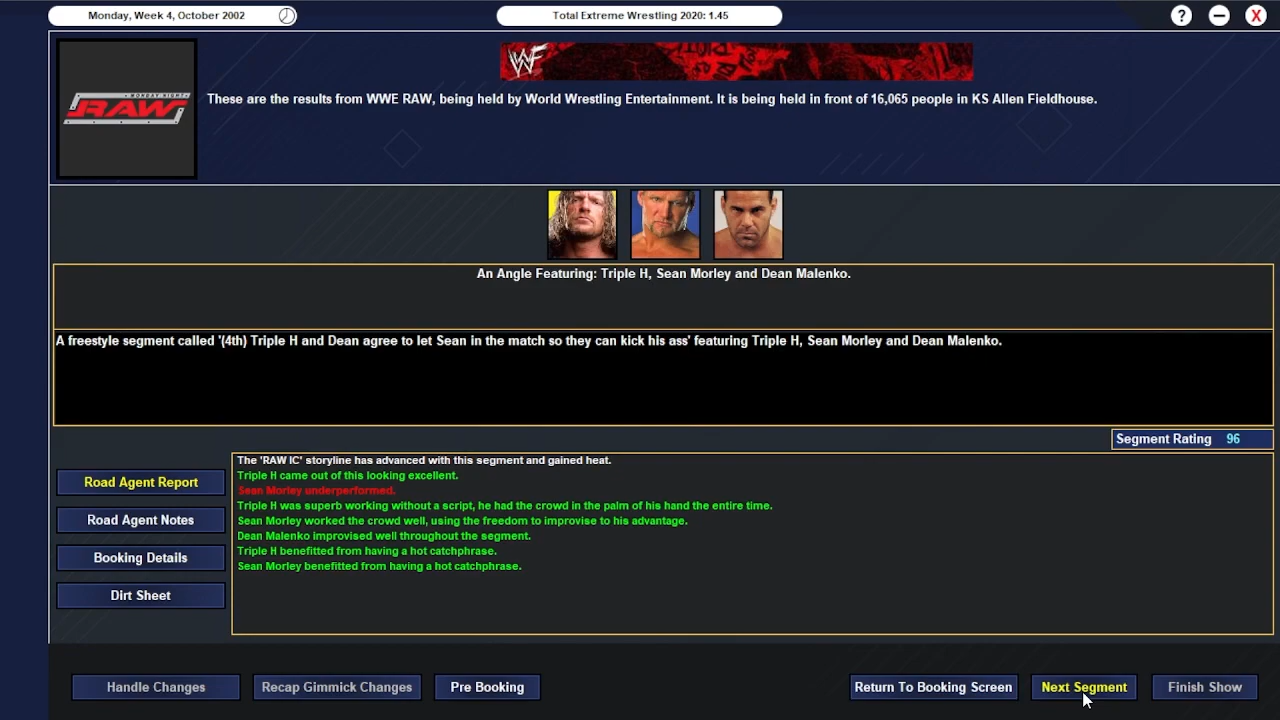 Monday, Week 4, October 2002
Total Extreme Wrestling 2020: 1.45
?
X
W F
MONDAY NIGHT
RAW
These are the results from WWE RAW, being held by World Wrestling Entertainment. It is being held in front of 16,065 people in KS Allen Fieldhouse.
An Angle Featuring: Triple H, Sean Morley and Dean Malenko.
A freestyle segment called '(4th) Triple H and Dean agree to let Sean in the match so they can kick his ass' featuring Triple H, Sean Morley and Dean Malenko.
Segment Rating 96
Road Agent Report
Road Agent Notes
Booking Details
Dirt Sheet
The 'RAW IC' storyline has advanced with this segment and gained heat.
Triple H came out of this looking excellent.
Sean Morley underperformed.
Triple H was superb working without a script, he had the crowd in the palm of his hand the entire time.
Sean Morley worked the crowd well, using the freedom to improvise to his advantage.
Dean Malenko improvised well throughout the segment.
Triple H benefitted from having a hot catchphrase.
Sean Morley benefitted from having a hot catchphrase.
Handle Changes
Recap Gimmick Changes
Pre Booking
Return To Booking Screen
Next Segment
Finish Show